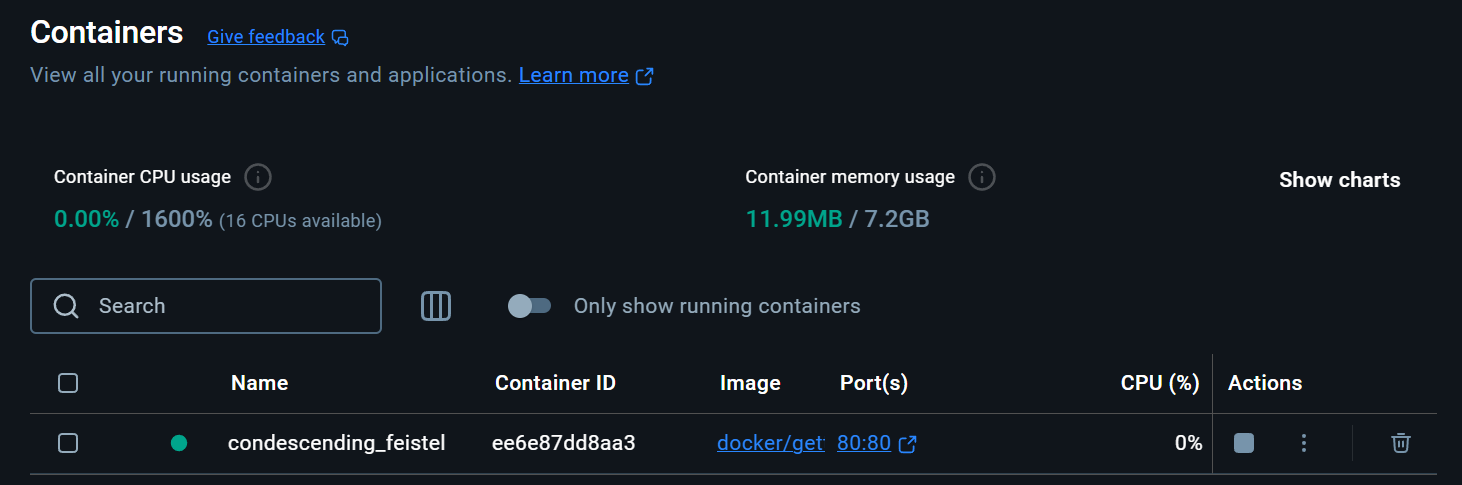 Containers Give feedback
View all your running containers and applications. Learn more
Container CPU usage
0.00% / 1600% (16 CPUs available)
Container memory usage
11.99MB / 7.2GB
Show charts
Search
Only show running containers
Name Container ID Image Port(s) CPU (%) Actions
condescending_feistel ee6e87dd8aa3 docker/get 80:80 0%